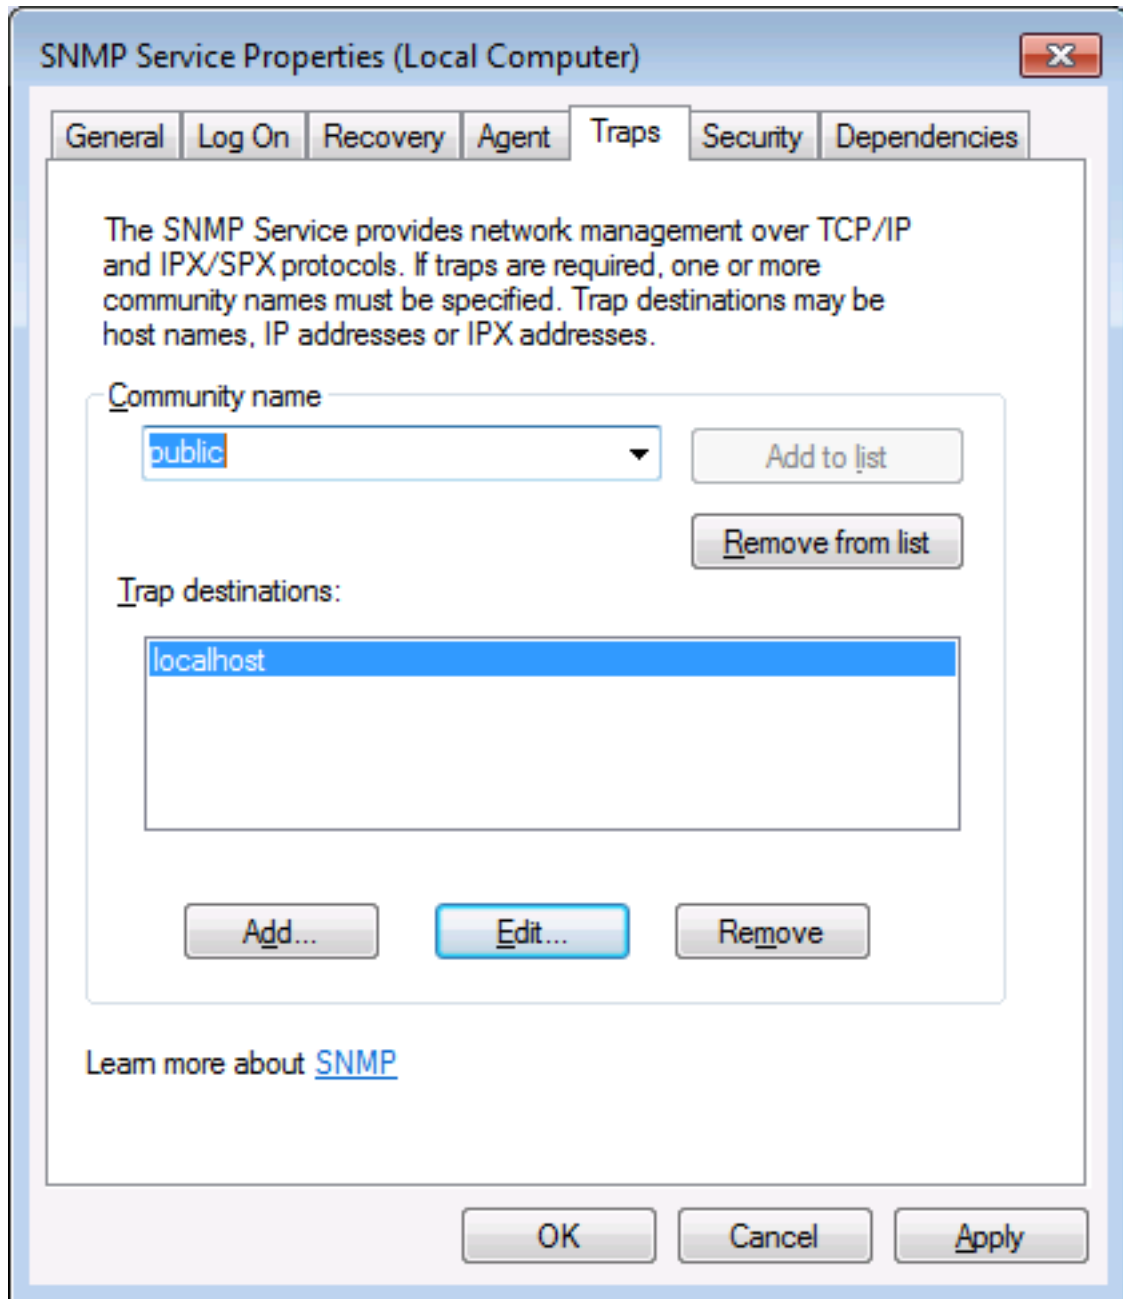 SNMP Service Properties (Local Computer)
General Log On Recovery Agent Traps Security Dependencies
The SNMP Service provides network management over TCP/IP
and IPX/SPX protocols. If traps are required, one or more
community names must be specified. Trap destinations may be
host names, IP addresses or IPX addresses.
Community name
public
Add to list
Remove from list
Trap destinations:
localhost
Add... Edit... Remove
Learn more about SNMP
OK Cancel Apply